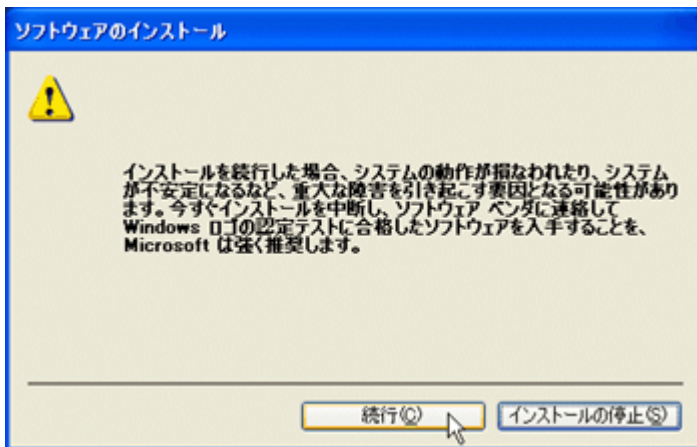 ソフトウェアのインストール
インストールを続行した場合、システムの動作が損なわれたり、システム
が不安定になるなど、重大な障害を引き起こす要因となる可能性があり
ます。今すぐインストールを中断し、ソフトウェア ベンダに連絡して
Windows ロゴの認定テストに合格したソフトウェアを入手することを、
Microsoft は強く推奨します。
続行(C)
インストールの停止(S)